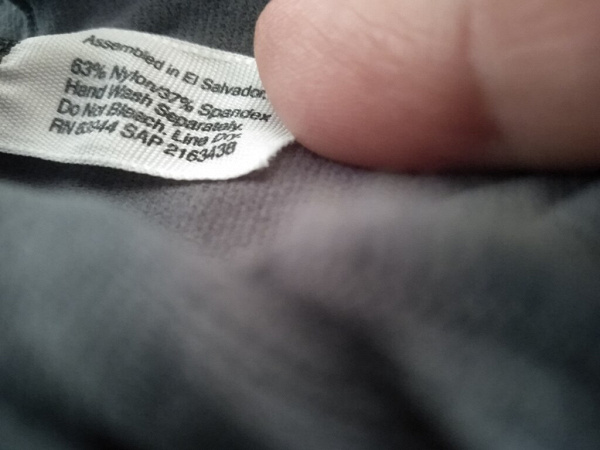 Assembled in El Salvador.
63% Nylon/37% Spandex
Hand Wash Separately.
Do Not Bleach, Line Dry.
RN SAP 2163438